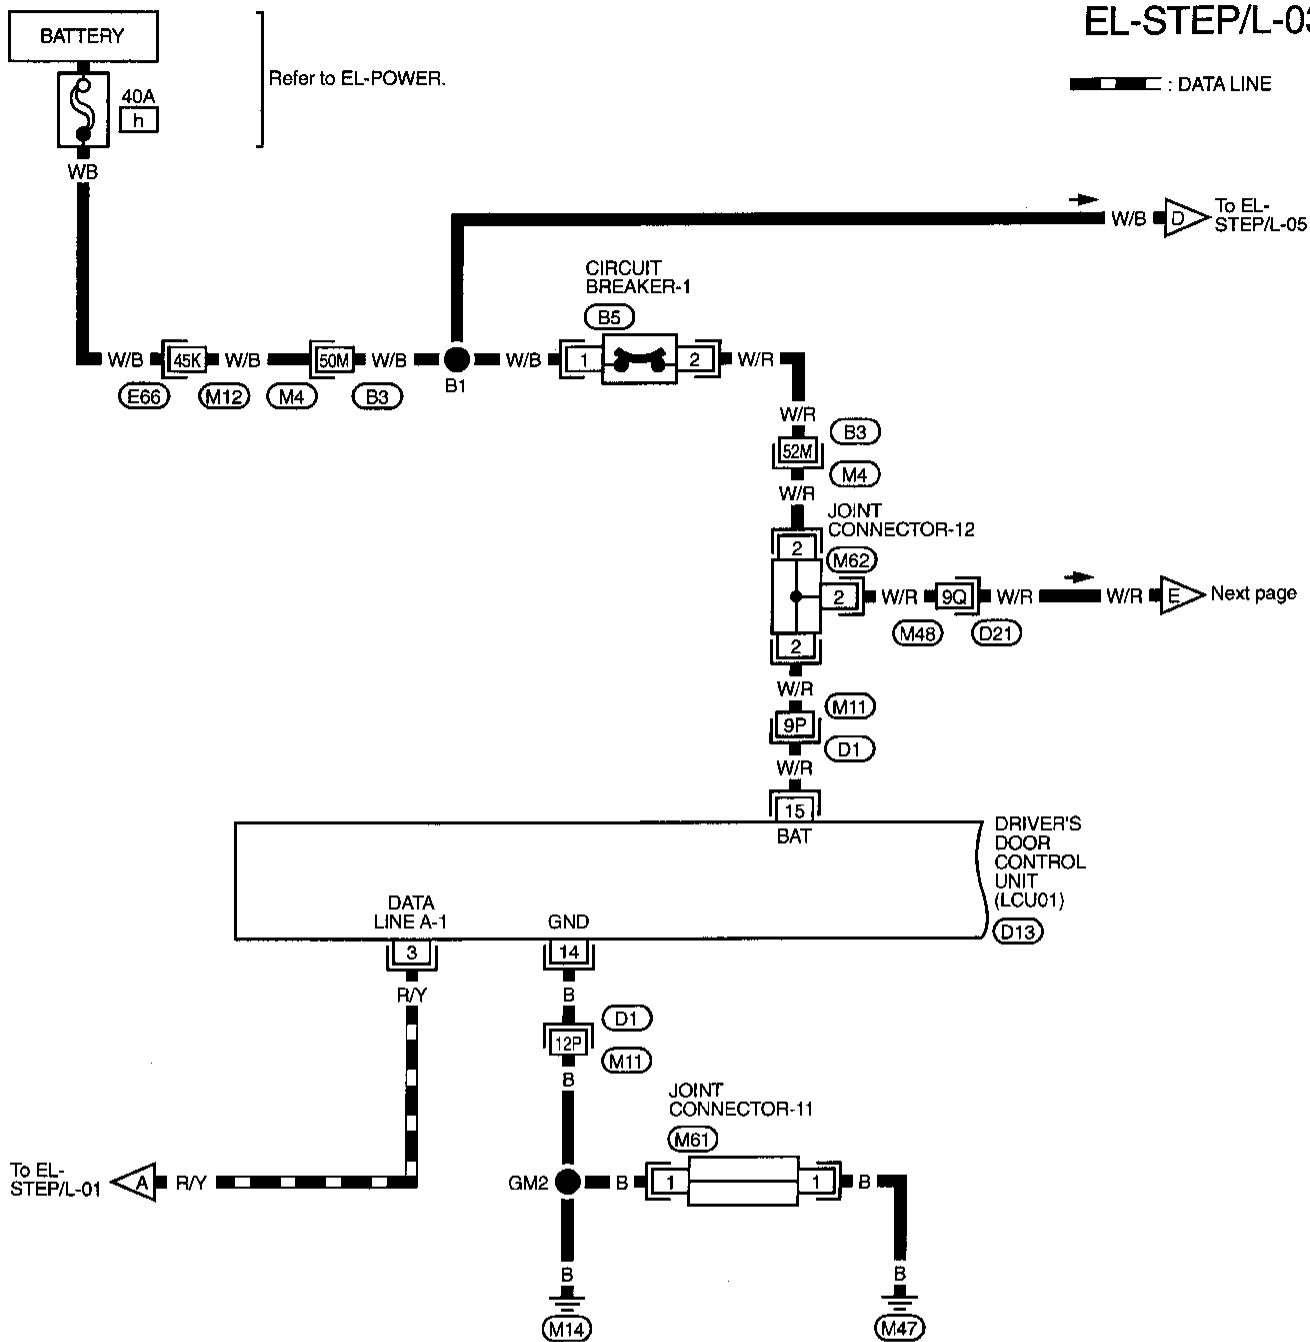 EL-STEP/L-03
BATTERY
40A
h
Refer to EL-POWER.
: DATA LINE
WB
W/B
D
To EL-
STEP/L-05
CIRCUIT
BREAKER-1
B5
W/B
45K
W/B
50M
W/B
W/B
1
2
W/R
E66
M12
M4
B3
B1
W/R
B3
52M
M4
W/R
JOINT
CONNECTOR-12
2
M62
2
W/R
9Q
W/R
W/R
E
Next page
M48
D21
2
W/R
M11
9P
D1
W/R
15
BAT
DRIVER'S
DOOR
CONTROL
UNIT
(LCU01)
D13
DATA
LINE A-1
GND
3
14
R/Y
B
D1
12P
M11
B
JOINT
CONNECTOR-11
M61
To EL-
STEP/L-01
A
R/Y
GM2
B
1
1
B
B
B
M14
M47